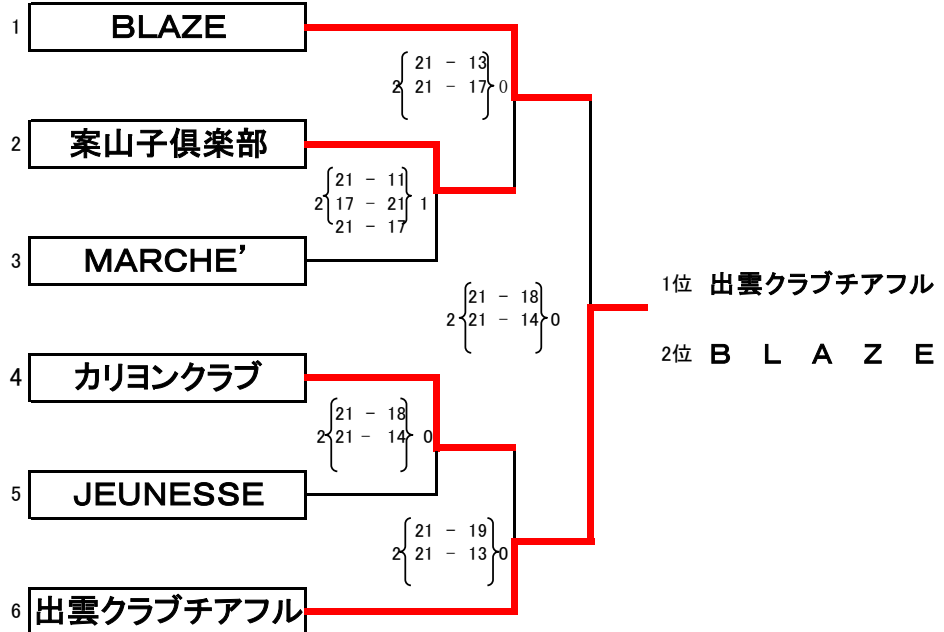 1 BLAZE
21 - 13
2 21 - 17 0
2 案山子倶楽部
21 - 11
2 17 - 21 1
21 - 17
3 MARCHE’
1位 出雲クラブチアフル
21 - 18
2 21 - 14 0
2位 B L A Z E
4 カリヨンクラブ
21 - 18
2 21 - 14 0
5 JEUNESSE
21 - 19
2 21 - 13 0
6 出雲クラブチアフル